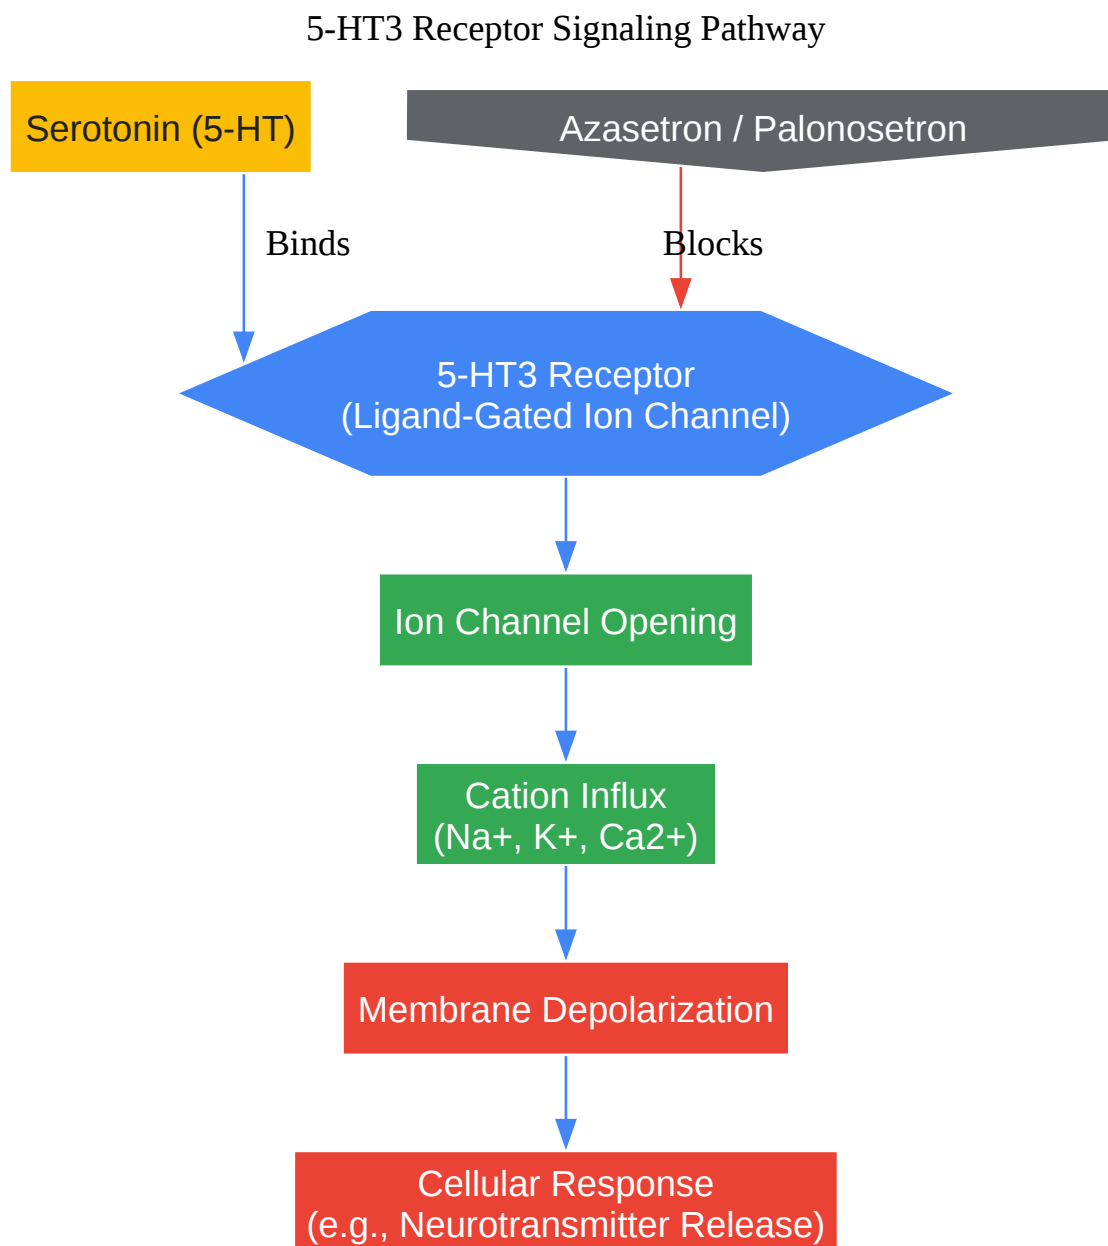 5-HT3 Receptor Signaling Pathway
Serotonin (5-HT)
Azasetron / Palonosetron
Binds
Blocks
5-HT3 Receptor
(Ligand-Gated Ion Channel)
Ion Channel Opening
Cation Influx
(Na+, K+, Ca2+)
Membrane Depolarization
Cellular Response
(e.g., Neurotransmitter Release)